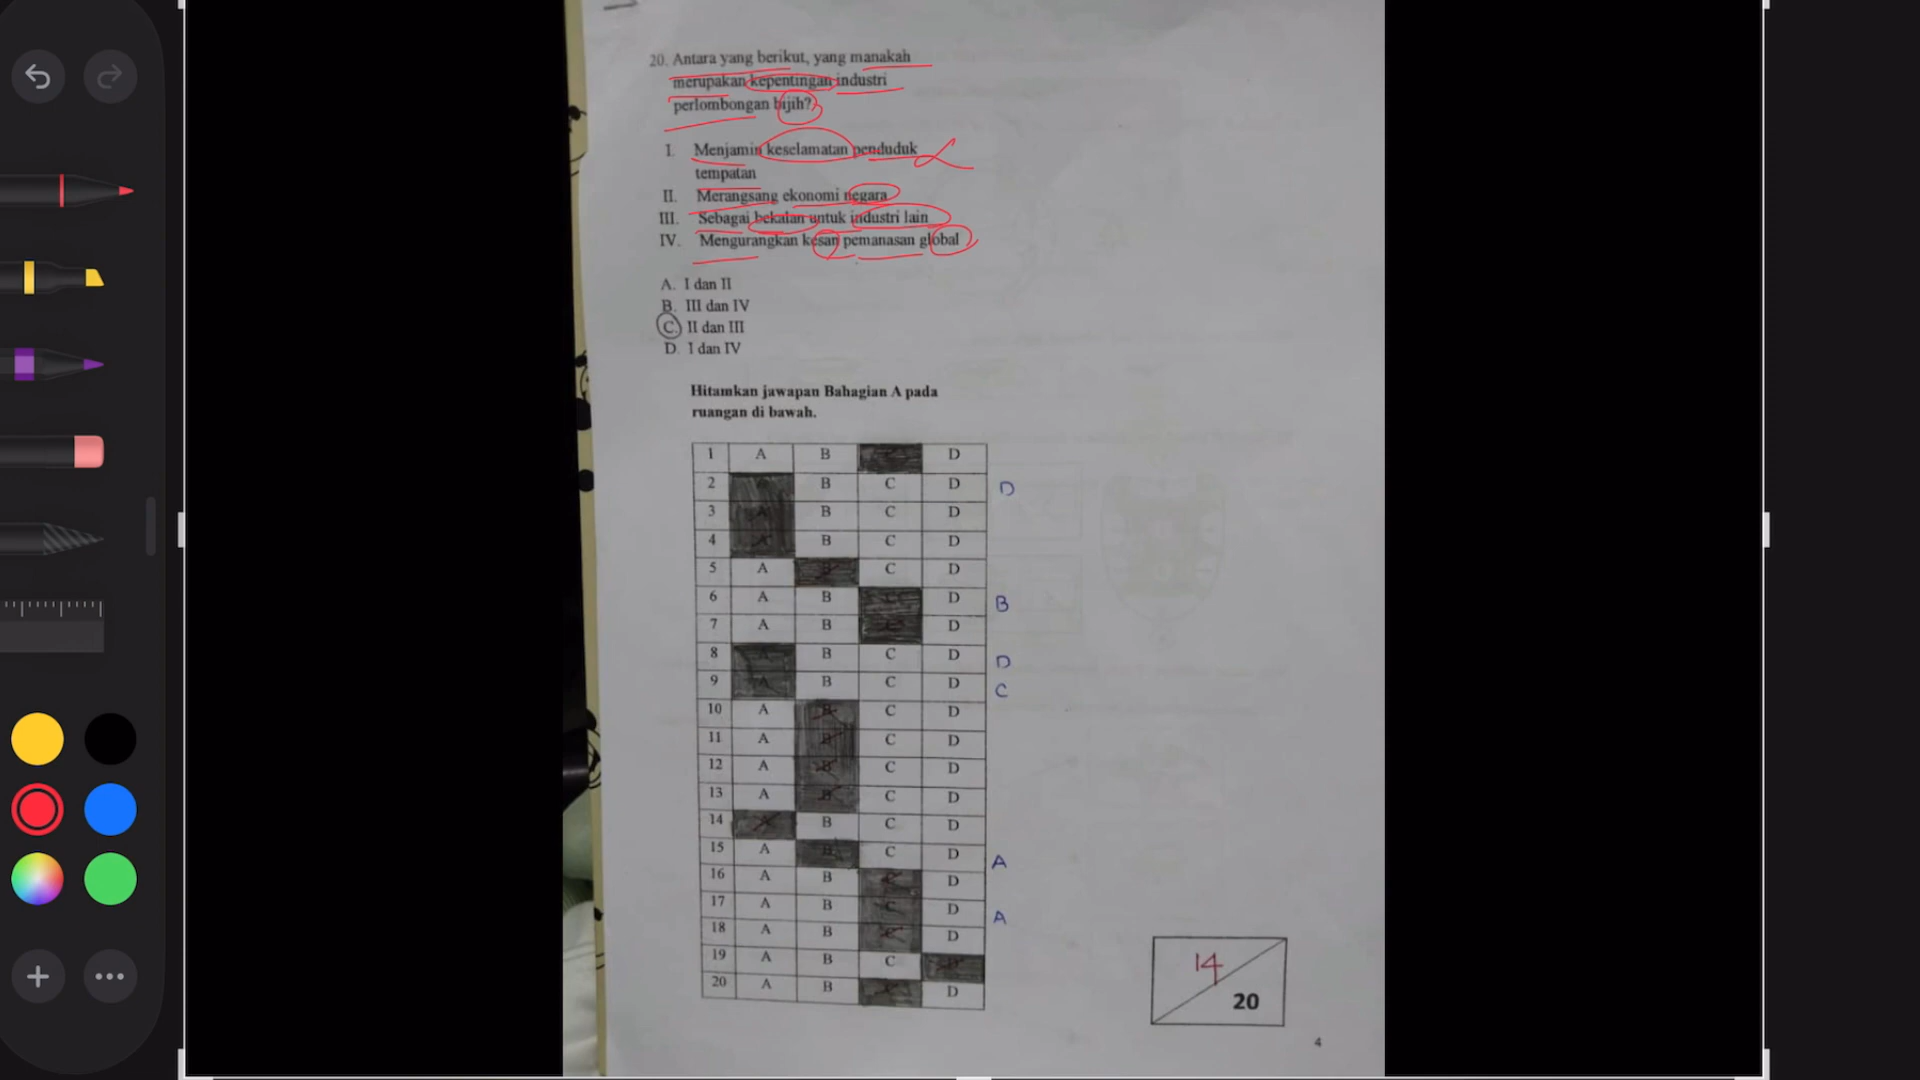 20. Antara yang berikut, yang manakah
merupakan kepentingan industri
perlombongan bijih?
I. Menjamin keselamatan penduduk
tempatan
II. Merangsang ekonomi negara
III. Sebagai bekalan untuk industri lain
IV. Mengurangkan kesan pemanasan global
A. I dan II
B. III dan IV
C. II dan III
D. I dan IV
Hitamkan jawapan Bahagian A pada
ruangan di bawah.
1 A B D
2 B C D D
3 A B C D
4 A B C D
5 A B C D
6 A B D B
7 A B C D
8 A B C D D
9 A B C D C
10 A B C D
11 A B C D
12 A B C D
13 A B C D
14 A B C D
15 A B C D A
16 A B C D
17 A B C D A
18 A B C D
19 A B C
20 A B D
14
20
4